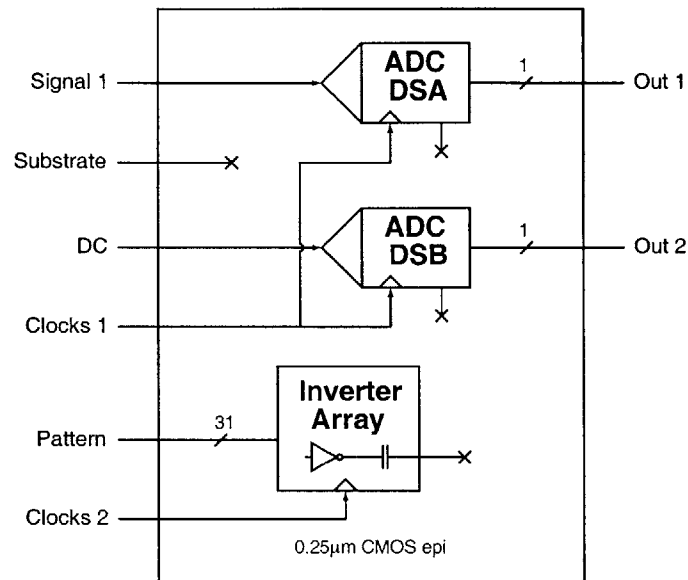 Signal 1
ADC
DSA
1
Out 1
Substrate
DC
ADC
DSB
1
Out 2
Clocks 1
Pattern
31
Inverter
Array
Clocks 2
0.25μm CMOS epi